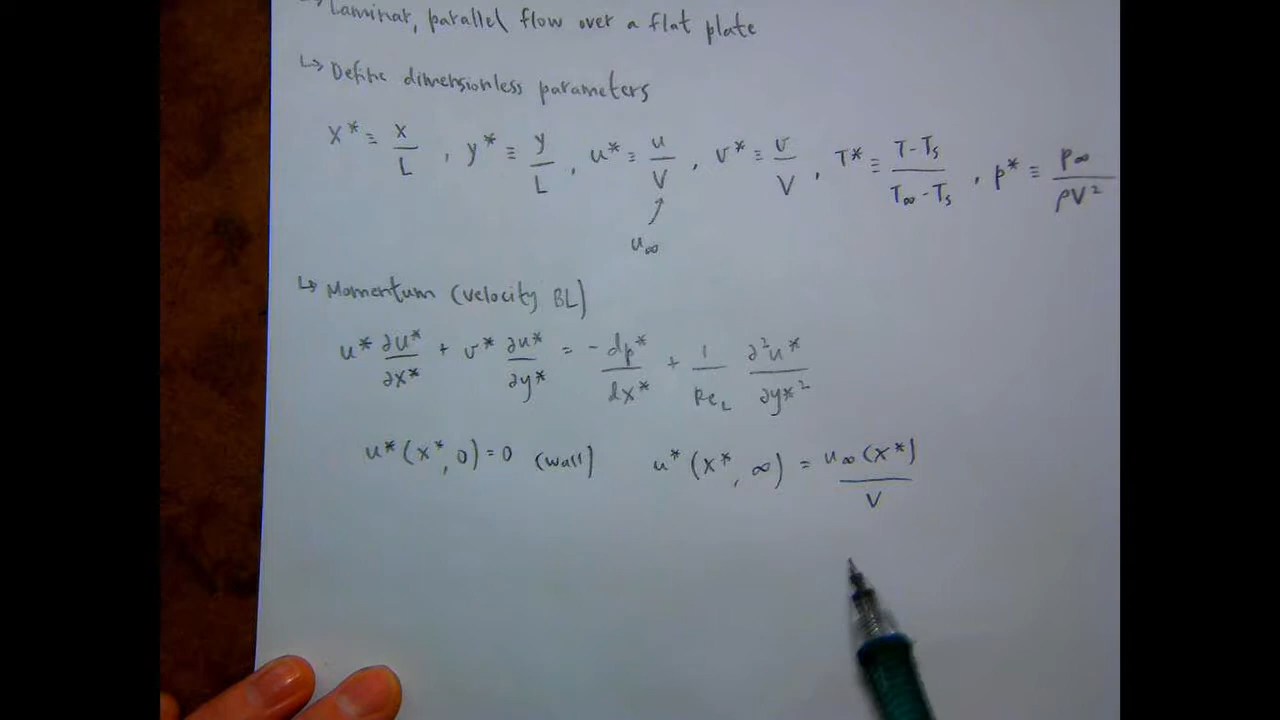 ↳ Laminar, parallel flow over a flat plate
↳ Define dimensionless parameters
x* ≡ x/L , y* ≡ y/L , u* ≡ u/V , v* ≡ v/V , T* ≡ (T-Ts)/(T∞-Ts) , p* ≡ p∞/(ρV²)
u∞
↳ Momentum (velocity BL)
u* ∂u*/∂x* + v* ∂u*/∂y* = -dp*/dx* + 1/Re_L ∂²u*/∂y*²
u*(x*,0)=0 (wall) u*(x*,∞) = u∞(x*)/V